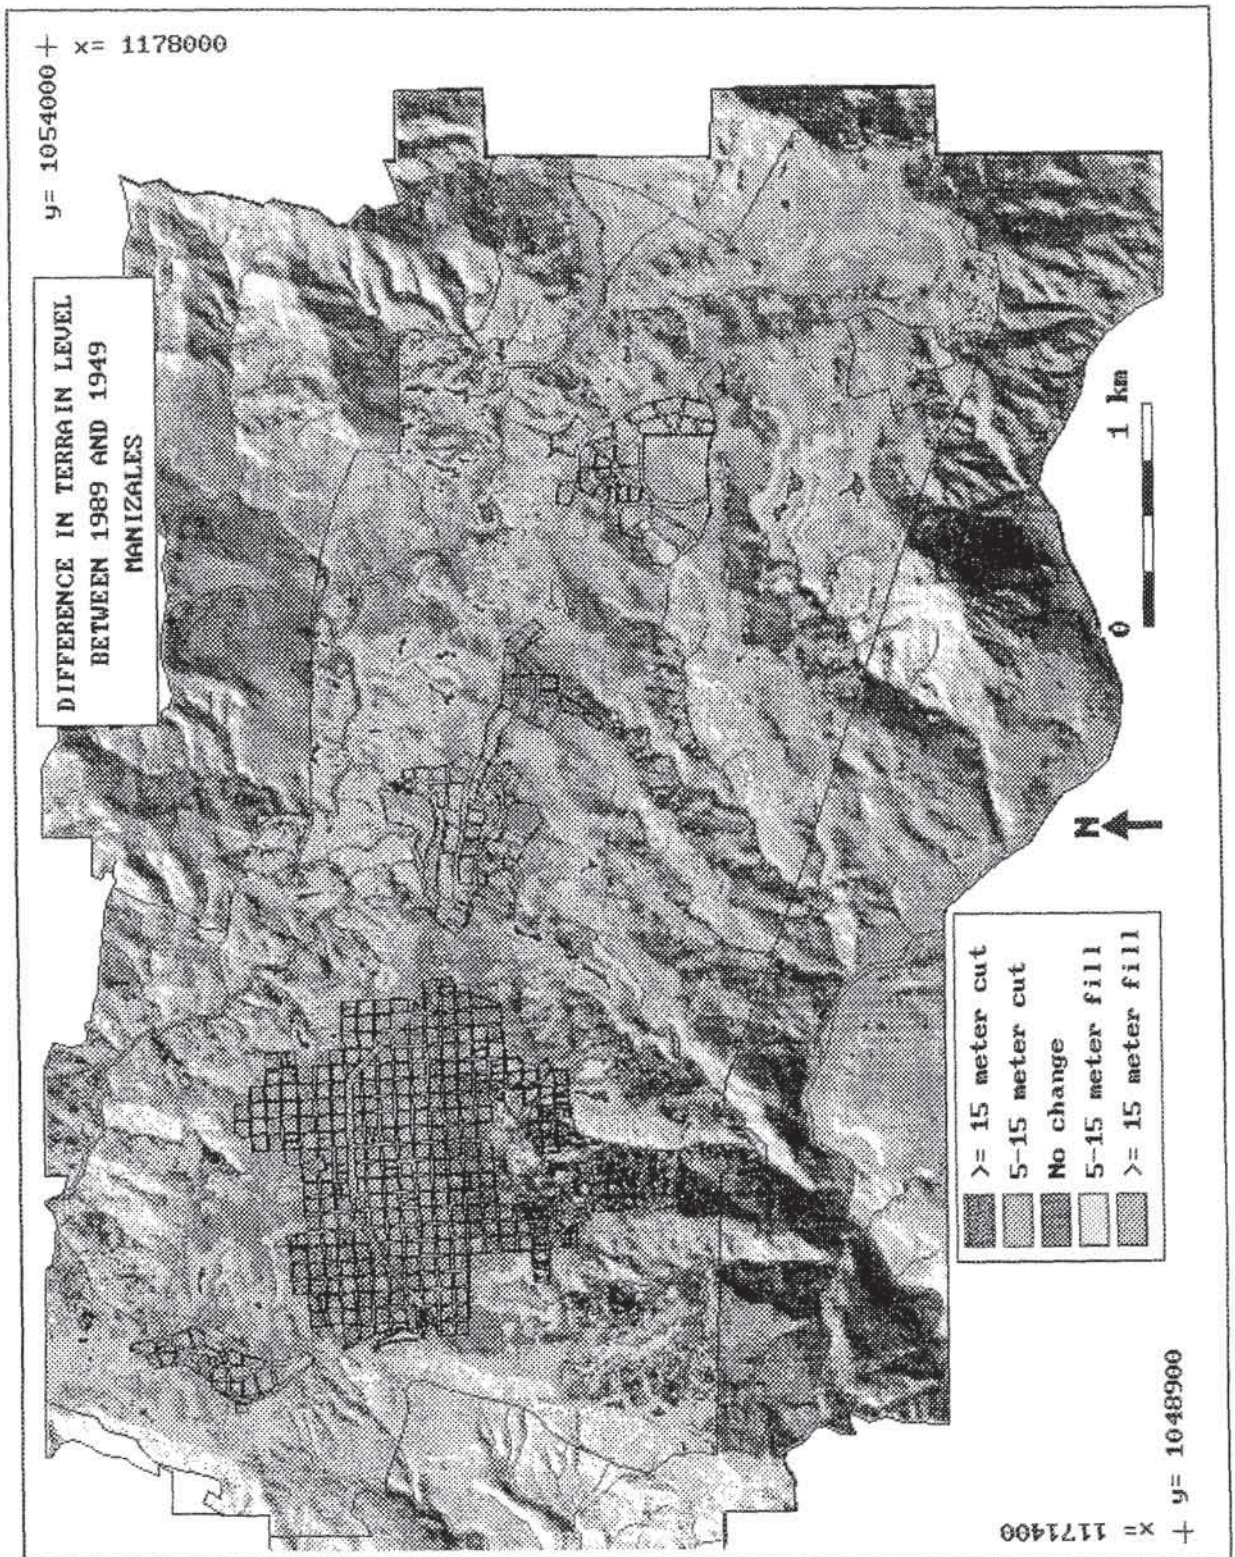 x= 1178000
y= 1054000
DIFFERENCE IN TERRAIN LEVEL
BETWEEN 1989 AND 1949
MANIZALES
0 1 km
N
>= 15 meter cut
5-15 meter cut
No change
5-15 meter fill
>= 15 meter fill
x= 1171400
y= 1048900